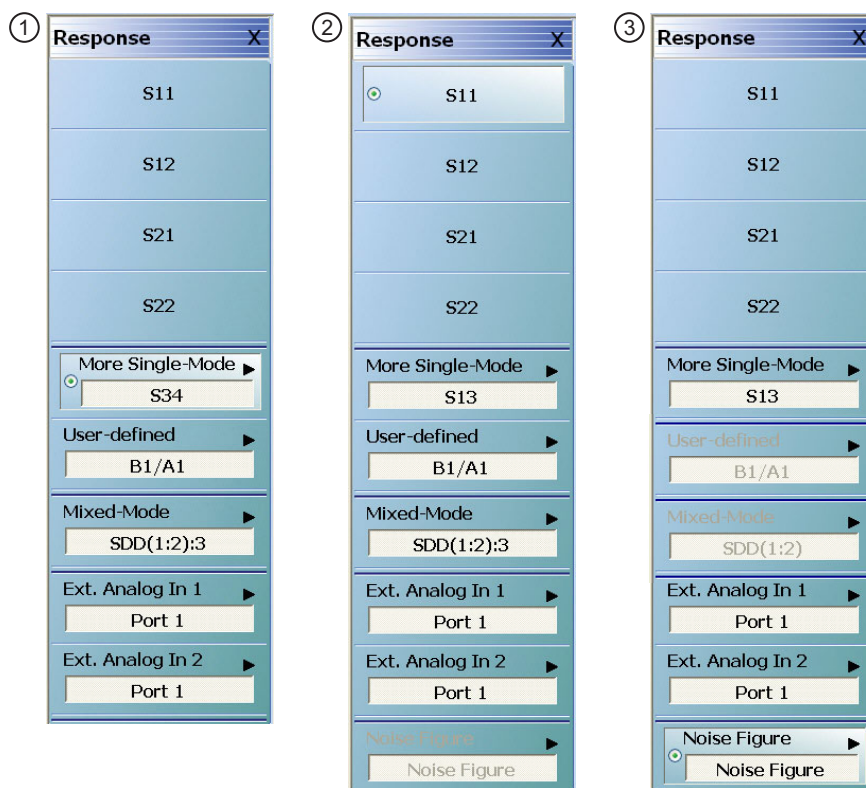 ①
Response X
S11
S12
S21
S22
More Single-Mode
S34
User-defined
B1/A1
Mixed-Mode
SDD(1:2):3
Ext. Analog In 1
Port 1
Ext. Analog In 2
Port 1
②
Response X
S11
S12
S21
S22
More Single-Mode
S13
User-defined
B1/A1
Mixed-Mode
SDD(1:2):3
Ext. Analog In 1
Port 1
Ext. Analog In 2
Port 1
Noise Figure
Noise Figure
③
Response X
S11
S12
S21
S22
More Single-Mode
S13
User-defined
B1/A1
Mixed-Mode
SDD(1:2)
Ext. Analog In 1
Port 1
Ext. Analog In 2
Port 1
Noise Figure
Noise Figure